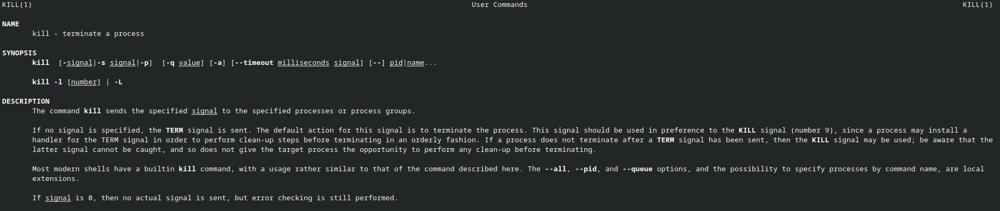 KILL(1) User Commands KILL(1)
NAME
kill - terminate a process
SYNOPSIS
kill [-signal|-s signal|-p] [-q value] [-a] [--timeout milliseconds signal] [--] pid|name...
kill -l [number] | -L
DESCRIPTION
The command kill sends the specified signal to the specified processes or process groups.
If no signal is specified, the TERM signal is sent. The default action for this signal is to terminate the process. This signal should be used in preference to the KILL signal (number 9), since a process may install a
handler for the TERM signal in order to perform clean-up steps before terminating in an orderly fashion. If a process does not terminate after a TERM signal has been sent, then the KILL signal may be used; be aware that the
latter signal cannot be caught, and so does not give the target process the opportunity to perform any clean-up before terminating.
Most modern shells have a builtin kill command, with a usage rather similar to that of the command described here. The --all, --pid, and --queue options, and the possibility to specify processes by command name, are local
extensions.
If signal is 0, then no actual signal is sent, but error checking is still performed.